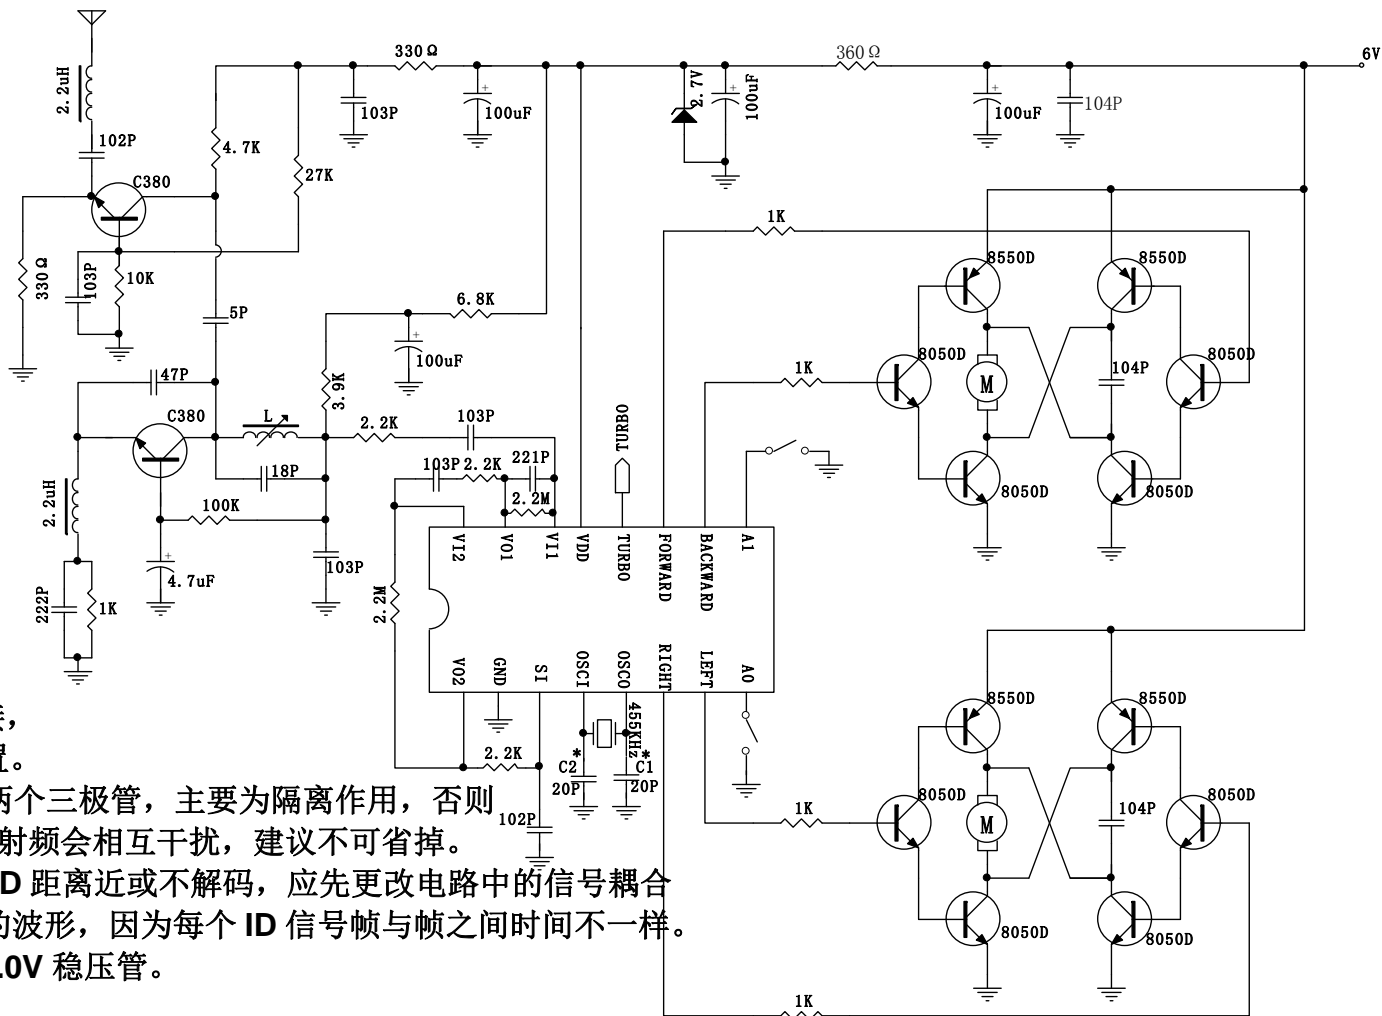 330Ω
360Ω
6V
2.2uH
2.7V
100uF
103P
100uF
100uF
104P
102P
4.7K
27K
C380
1K
330Ω
103P
10K
8550D
8550D
5P
6.8K
100uF
8050D
8050D
47P
3.9K
1K
M
104P
C380
L
2.2K
103P
TURBO
18P
103P
2.2K
221P
2.2uH
100K
2.2M
8050D
8050D
VI2
VO1
VI1
VDD
TURBO
FORWARD
BACKWARD
A1
4.7uF
103P
222P
1K
2.2M
VO2
GND
SI
OSCI
OSCO
RIGHT
LEFT
A0
8550D
8550D
455KHz
接，
置。
2.2K
*
C2
20P
*
C1
20P
两个三极管，主要为隔离作用，否则
8050D
8050D
1K
M
104P
102P
射频会相互干扰，建议不可省掉。
D 距离近或不解码，应先更改电路中的信号耦合
的波形，因为每个 ID 信号帧与帧之间时间不一样。
8050D
8050D
.0V 稳压管。
1K